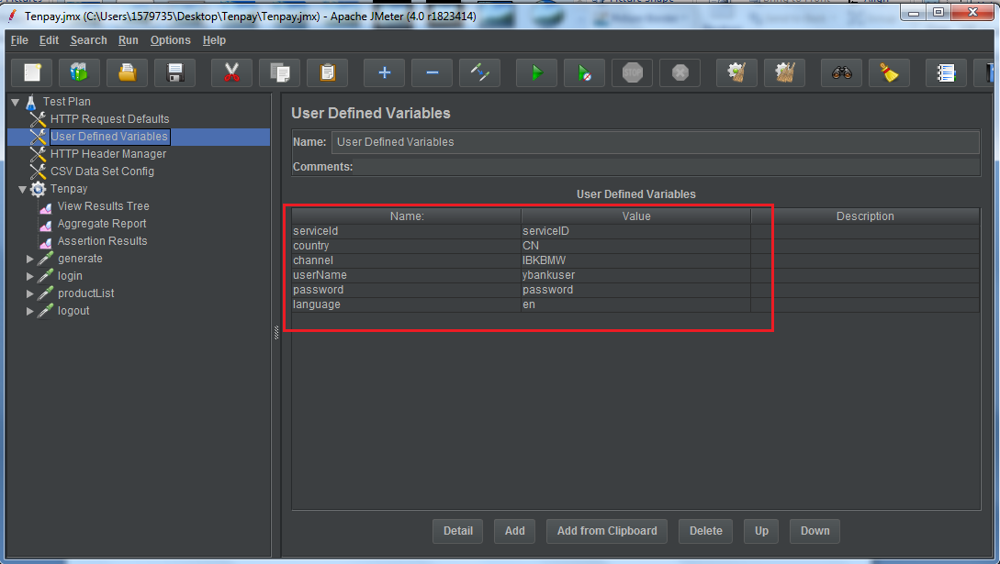 Tenpay.jmx (C:\Users\1579735\Desktop\Tenpay\Tenpay.jmx) - Apache JMeter (4.0 r1823414)
File Edit Search Run Options Help
Test Plan
HTTP Request Defaults
User Defined Variables
HTTP Header Manager
CSV Data Set Config
Tenpay
View Results Tree
Aggregate Report
Assertion Results
generate
login
productList
logout
User Defined Variables
Name: User Defined Variables
Comments:
User Defined Variables
Name: Value Description
serviceId serviceID
country CN
channel IBKBMW
userName ybankuser
password password
language en
Detail Add Add from Clipboard Delete Up Down